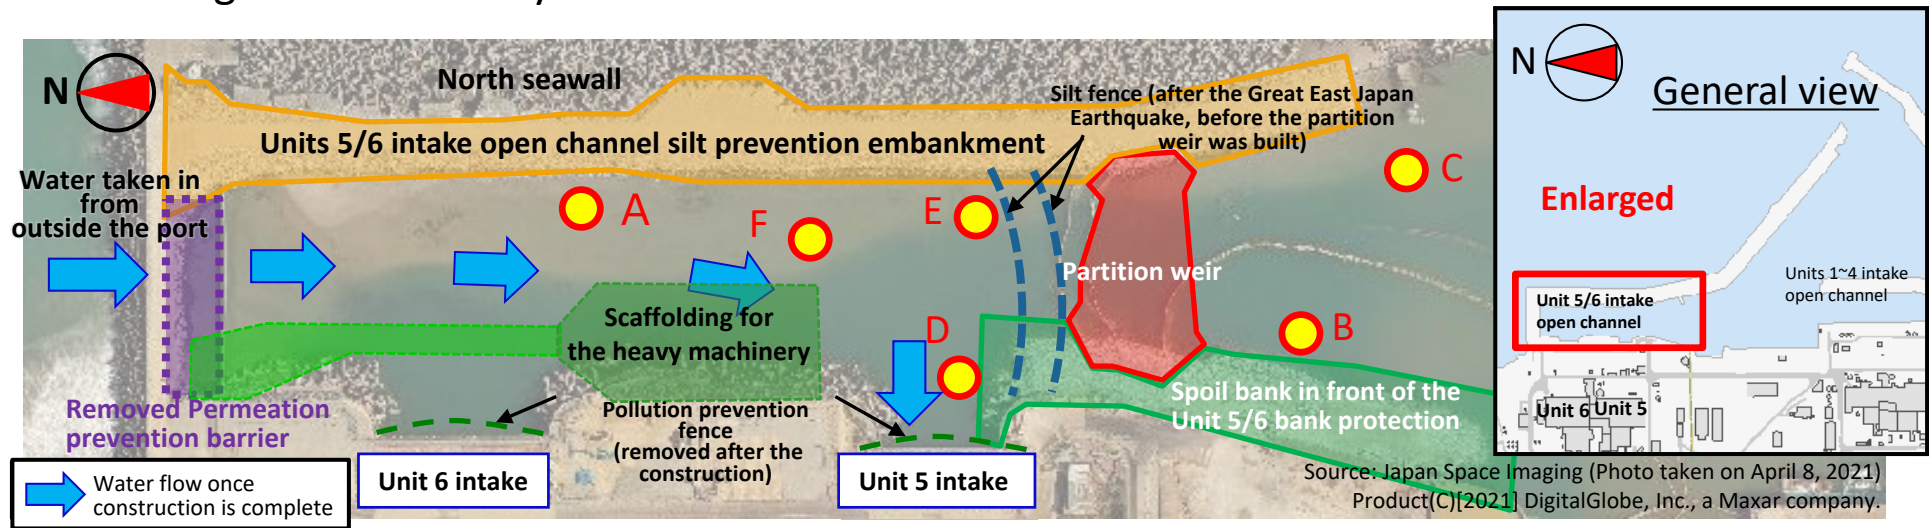 N
North seawall
Units 5/6 intake open channel silt prevention embankment
Silt fence (after the Great East Japan
Earthquake, before the partition
weir was built)
Water taken in
from
outside the port
A
F
E
C
Partition weir
Scaffolding for
the heavy machinery
D
B
Removed Permeation
prevention barrier
Pollution prevention
fence
(removed after the
construction)
Spoil bank in front of the
Unit 5/6 bank protection
Unit 6 intake
Unit 5 intake
Water flow once
construction is complete
N
General view
Enlarged
Units 1~4 intake
open channel
Unit 5/6 intake
open channel
Unit 6
Unit 5
Source: Japan Space Imaging (Photo taken on April 8, 2021)
Product(C)[2021] DigitalGlobe, Inc., a Maxar company.